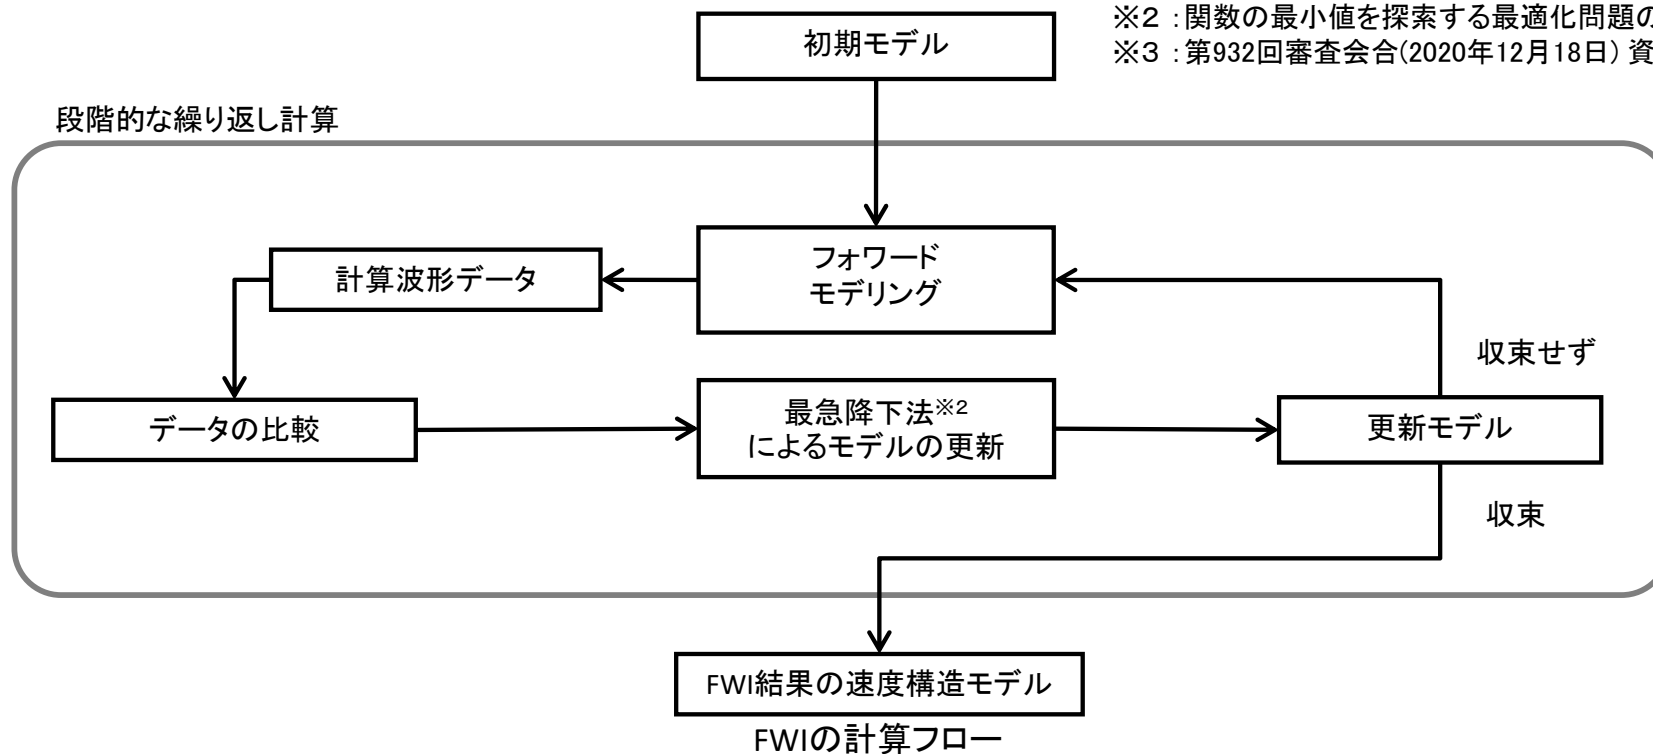 ※2：関数の最小値を探索する最適化問題の
※3：第932回審査会合(2020年12月18日) 資
初期モデル
段階的な繰り返し計算
フォワード
モデリング
計算波形データ
収束せず
データの比較
最急降下法※2
によるモデルの更新
更新モデル
収束
FWI結果の速度構造モデル
FWIの計算フロー